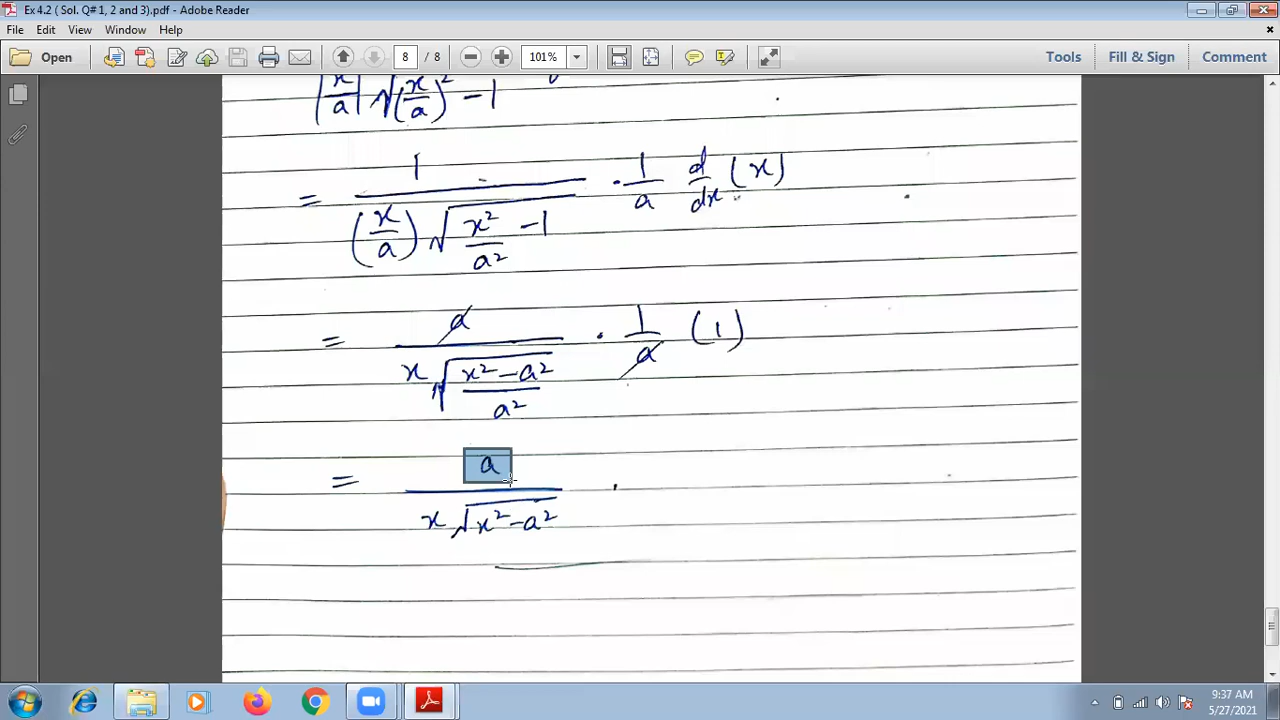 Ex 4.2 ( Sol. Q# 1, 2 and 3).pdf - Adobe Reader
File Edit View Window Help
Open 8 / 8 101% Tools Fill & Sign Comment
|x/a| √(x/a)² - 1
= 1 / (x/a) √x²/a² - 1 · 1/a d/dx (x)
= a / x √x² - a²/a² · 1/a (1)
= a / x √x² - a² .
9:37 AM
5/27/2021